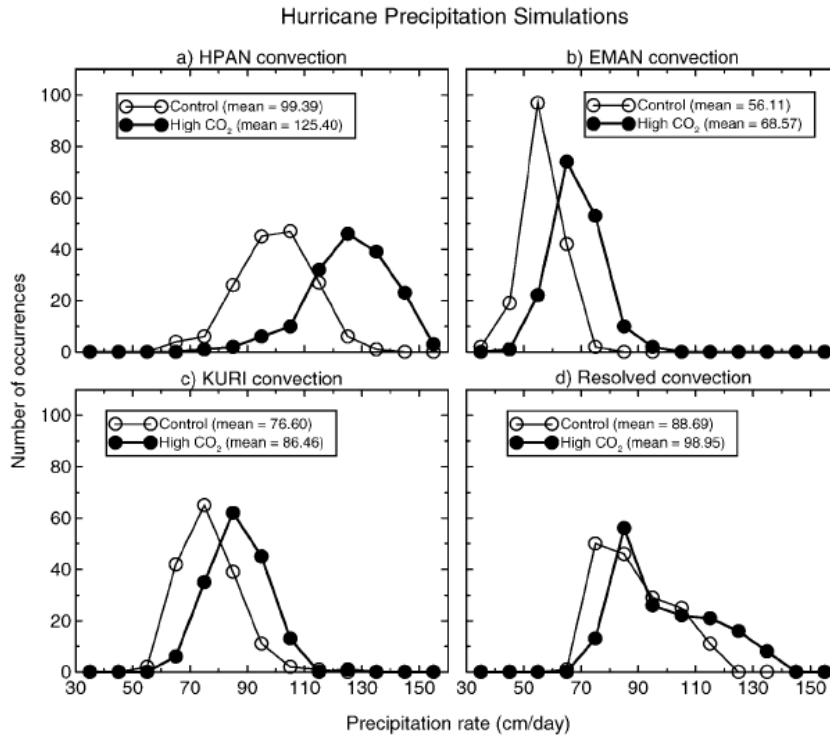 Hurricane Precipitation Simulations
a) HPAN convection
b) EMAN convection
Control (mean = 99.39)
High CO₂ (mean = 125.40)
Control (mean = 56.11)
High CO₂ (mean = 68.57)
100
80
60
40
20
0
c) KURI convection
d) Resolved convection
Control (mean = 76.60)
High CO₂ (mean = 86.46)
Control (mean = 88.69)
High CO₂ (mean = 98.95)
100
80
60
40
20
0
Number of occurrences
30 50 70 90 110 130 150 30 50 70 90 110 130 150
Precipitation rate (cm/day)